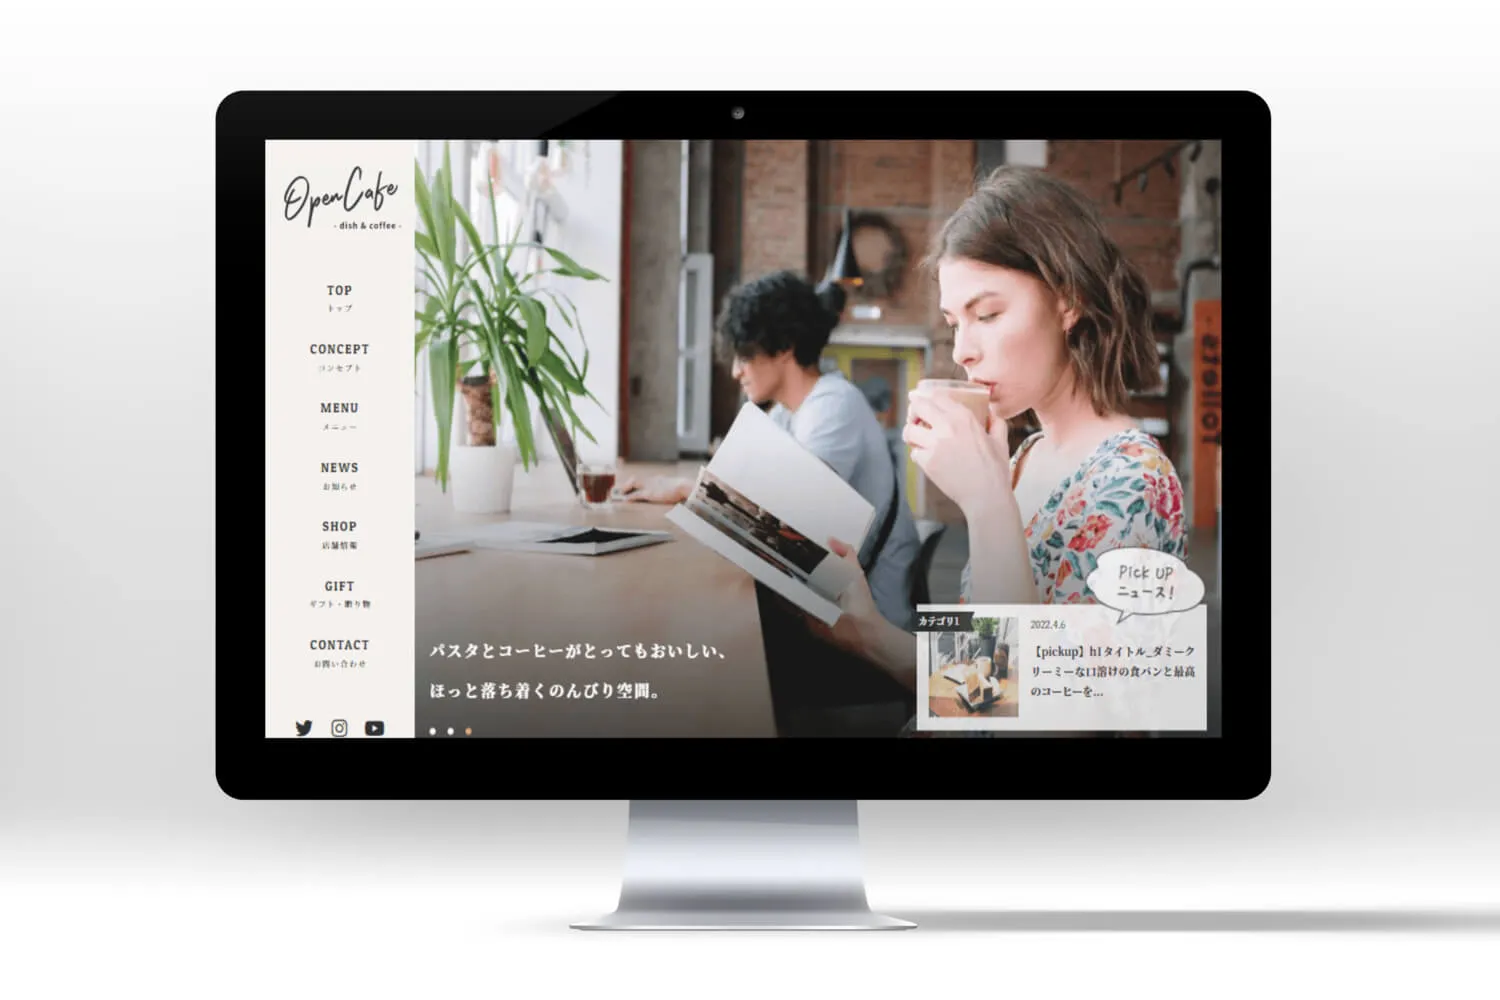 OpenCafe
- dish & coffee -
TOP
トップ
CONCEPT
コンセプト
MENU
メニュー
NEWS
お知らせ
SHOP
店舗情報
GIFT
ギフト・贈り物
CONTACT
お問い合わせ
パスタとコーヒーがとってもおいしい、
ほっと落ち着くのんびり空間。
PICK UP
ニュース!
カテゴリ1
2022.4.6
【pickup】h1タイトル_ダミーク
リーミーな口溶けの食パンと最高
のコーヒーを...